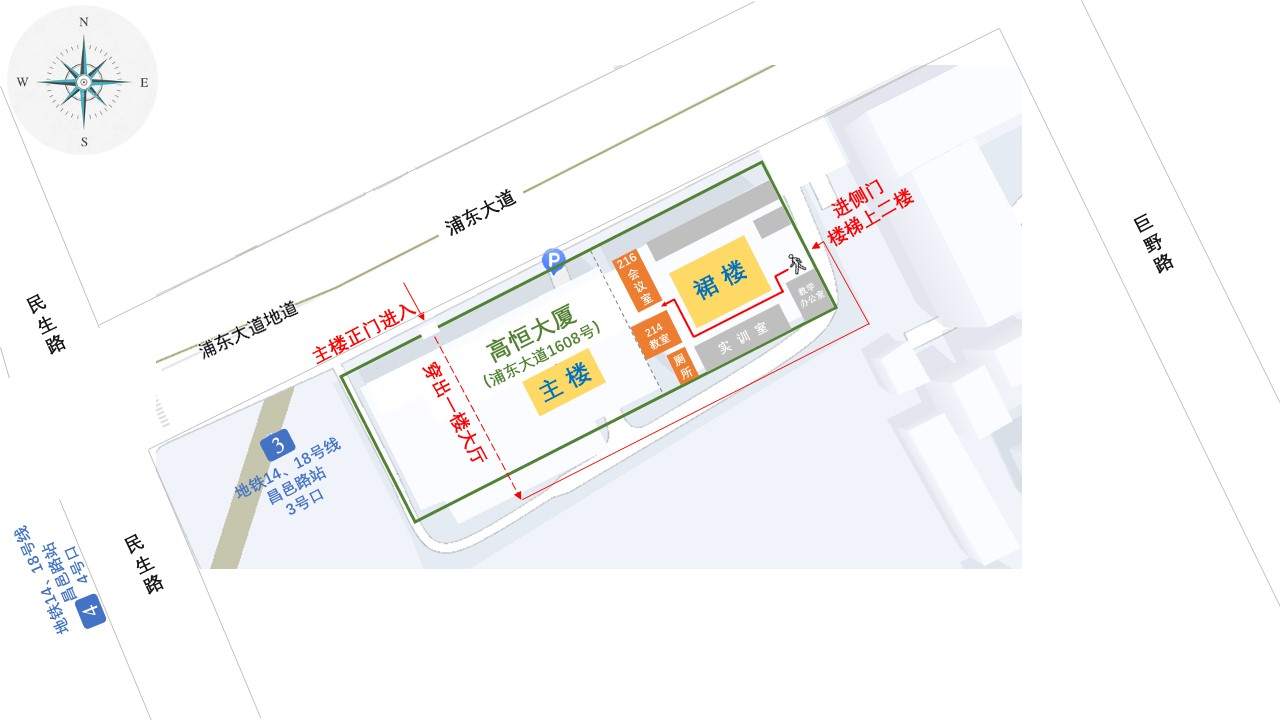 N
W
E
S
浦东大道
进侧门
楼梯上二楼
巨野路
民生路
浦东大道地道
P
主楼正门进入
216
会议室
裙 楼
教学
办公室
高恒大厦
(浦东大道1608号)
主 楼
214
教室
实 训 室
厕所
穿出一楼大厅
3
地铁14、18号线
昌邑路站
3号口
民生路
地铁14、18号线
昌邑路站
4号口
4